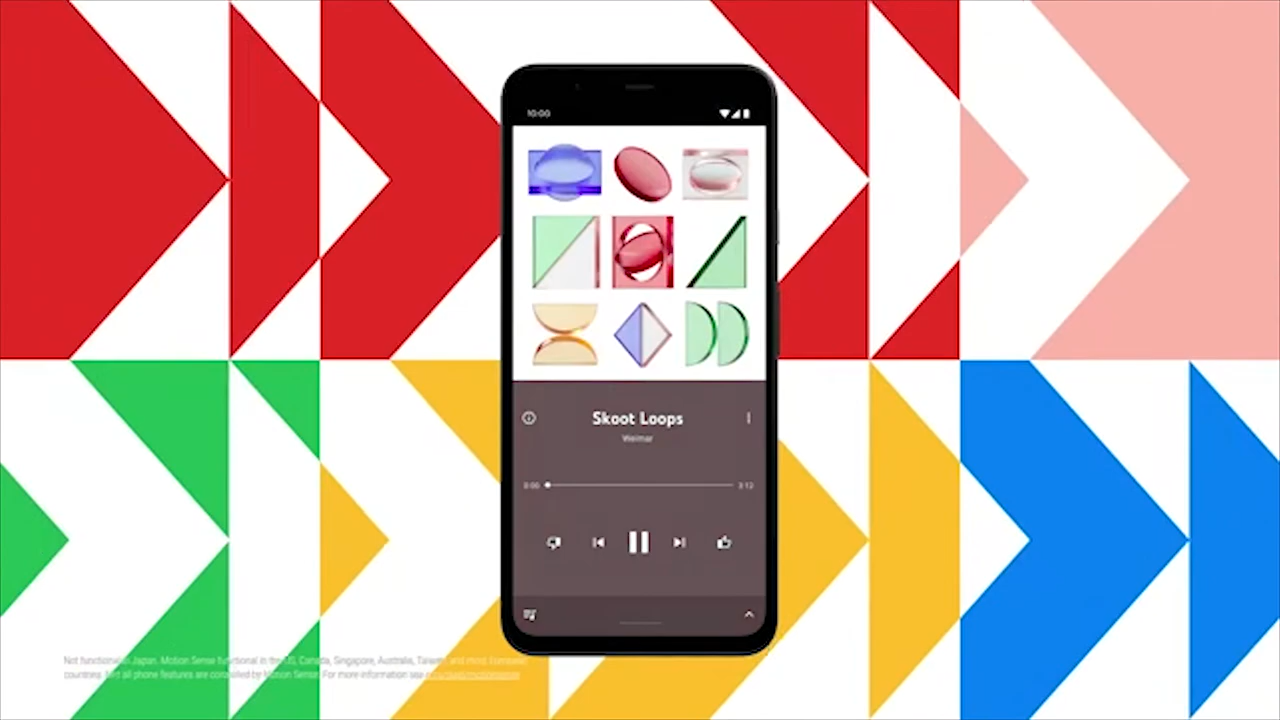 10:00
Skoot Loops
Weimar
0:00
3:12
Not functional in Japan. Motion Sense functional in the US, Canada, Singapore, Australia, Taiwan, and most European
countries. Not all phone features are controlled by Motion Sense. For more information see